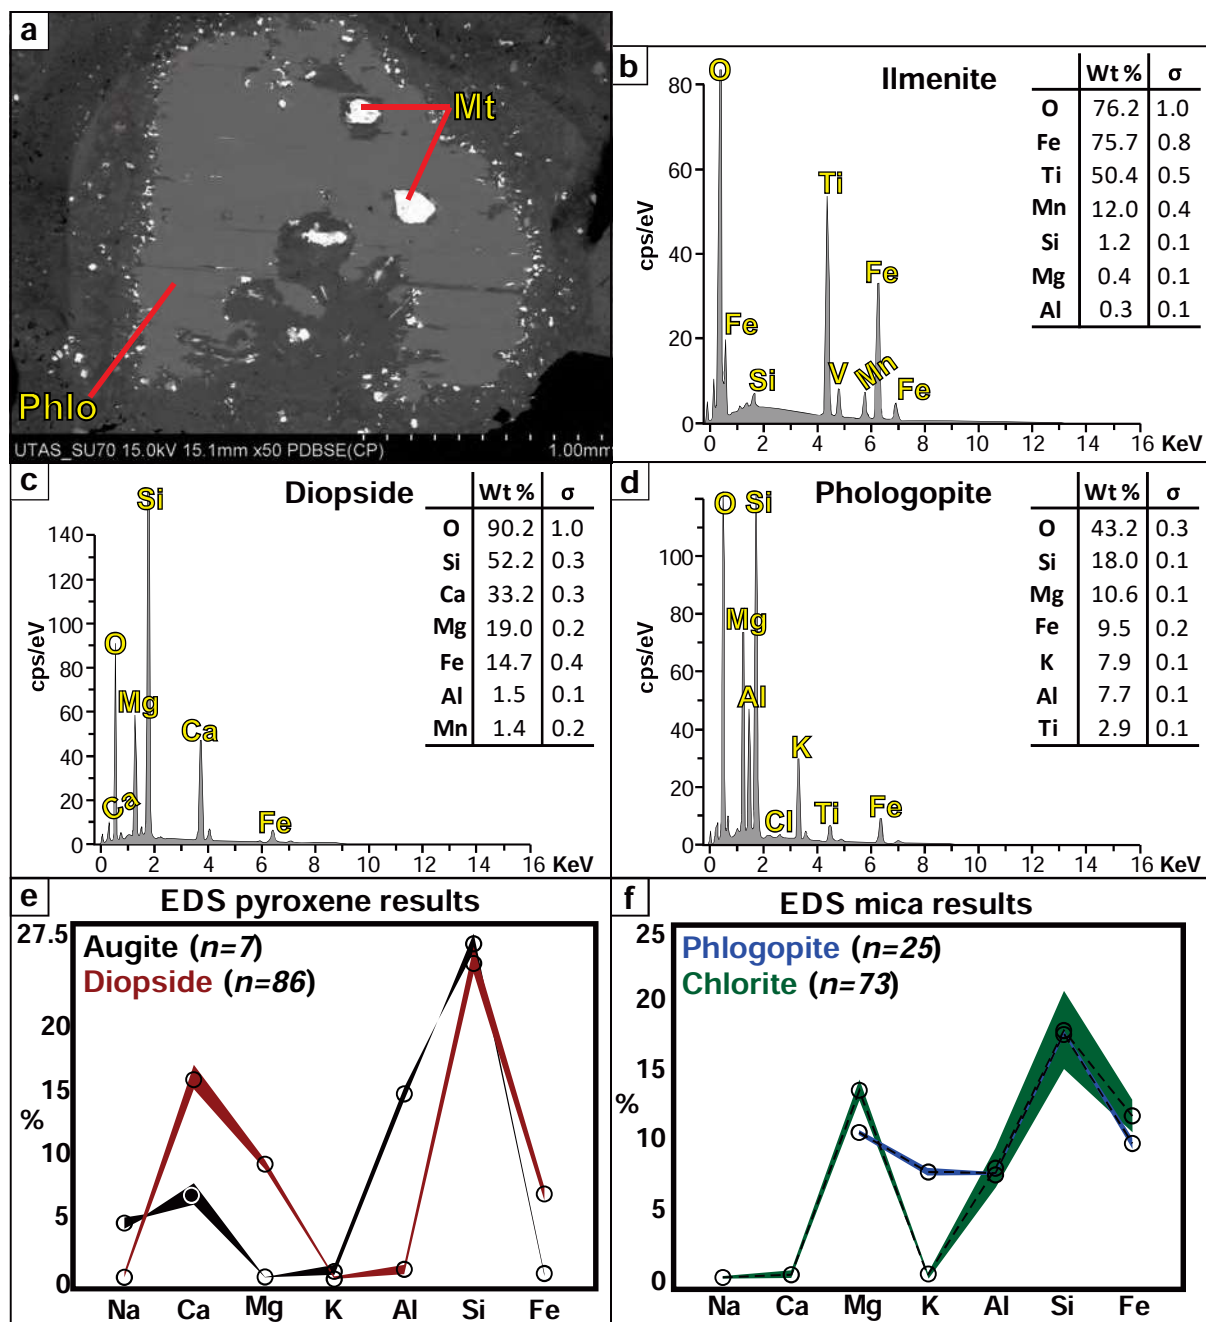 a
Mt
Phlo
UTAS_SU70 15.0kV 15.1mm x50 PDBSE(CP) 1.00mm
b
Ilmenite
Wt % σ
O 76.2 1.0
Fe 75.7 0.8
Ti 50.4 0.5
Mn 12.0 0.4
Si 1.2 0.1
Mg 0.4 0.1
Al 0.3 0.1
cps/eV
80
60
40
20
0
O
Fe
Si
Ti
V
Mn
Fe
Fe
0 2 4 6 8 10 12 14 16 KeV
c
Diopside
Wt % σ
O 90.2 1.0
Si 52.2 0.3
Ca 33.2 0.3
Mg 19.0 0.2
Fe 14.7 0.4
Al 1.5 0.1
Mn 1.4 0.2
cps/eV
140
120
100
80
60
40
20
0
Si
O
Mg
Ca
Ca
Fe
0 2 4 6 8 10 12 14 16 KeV
d
Phologopite
Wt % σ
O 43.2 0.3
Si 18.0 0.1
Mg 10.6 0.1
Fe 9.5 0.2
K 7.9 0.1
Al 7.7 0.1
Ti 2.9 0.1
cps/eV
100
80
60
40
20
0
O Si
Mg
Al
Cl
K
Ti
Fe
0 2 4 6 8 10 12 14 16 KeV
e
EDS pyroxene results
Augite (n=7)
Diopside (n=86)
27.5
20
15
10
5
0
%
Na Ca Mg K Al Si Fe
f
EDS mica results
Phlogopite (n=25)
Chlorite (n=73)
25
20
15
10
5
0
%
Na Ca Mg K Al Si Fe